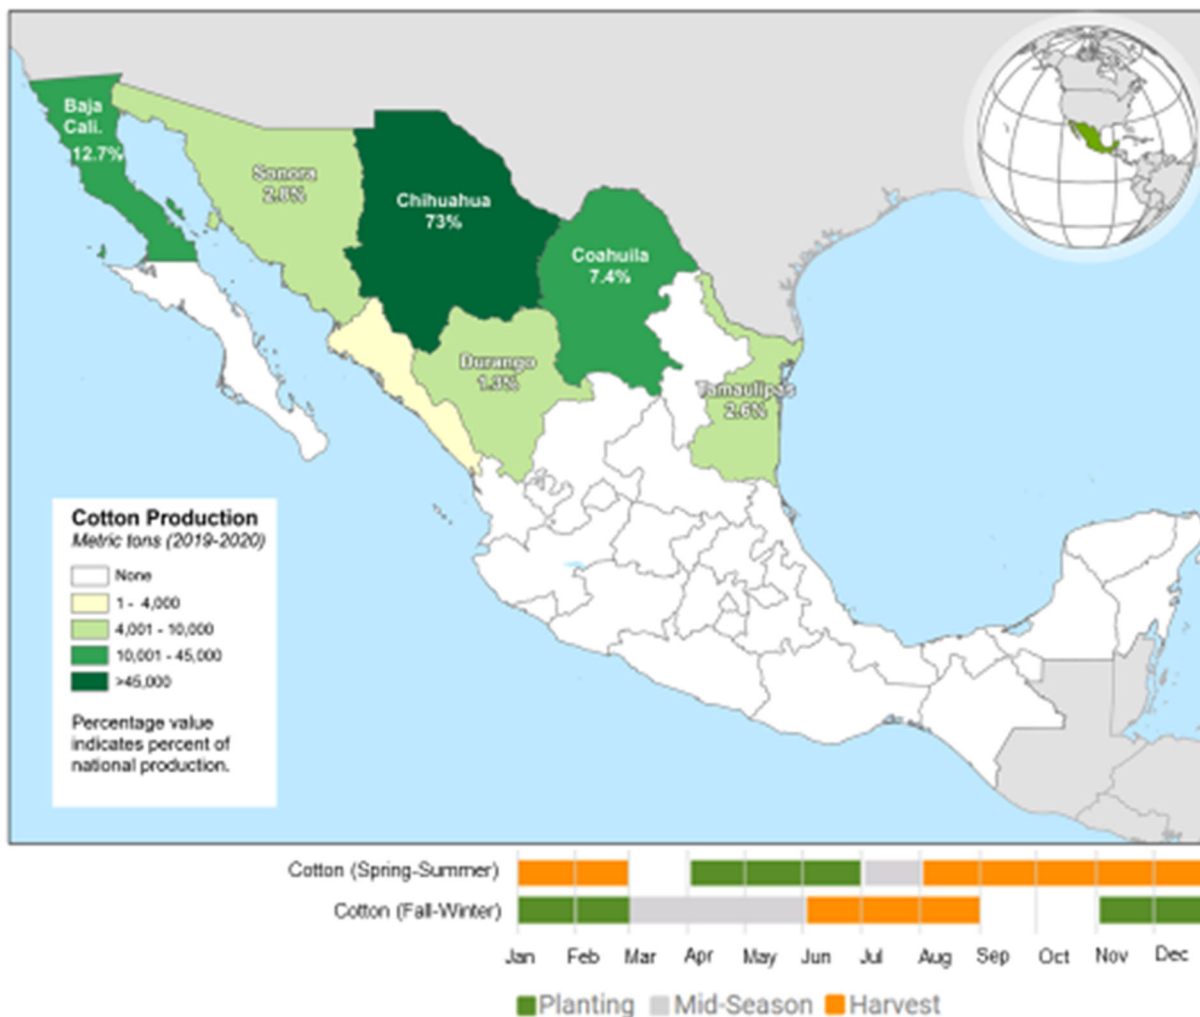 Baja
Cali.
12.7%
Sonora
2.8%
Chihuahua
73%
Coahuila
7.4%
Durango
1.3%
Tamaulipas
2.6%
Cotton Production
Metric tons (2019-2020)
None
1 - 4,000
4,001 - 10,000
10,001 - 45,000
>45,000
Percentage value
indicates percent of
national production.
Cotton (Spring-Summer)
Cotton (Fall-Winter)
Jan Feb Mar Apr May Jun Jul Aug Sep Oct Nov Dec
Planting Mid-Season Harvest